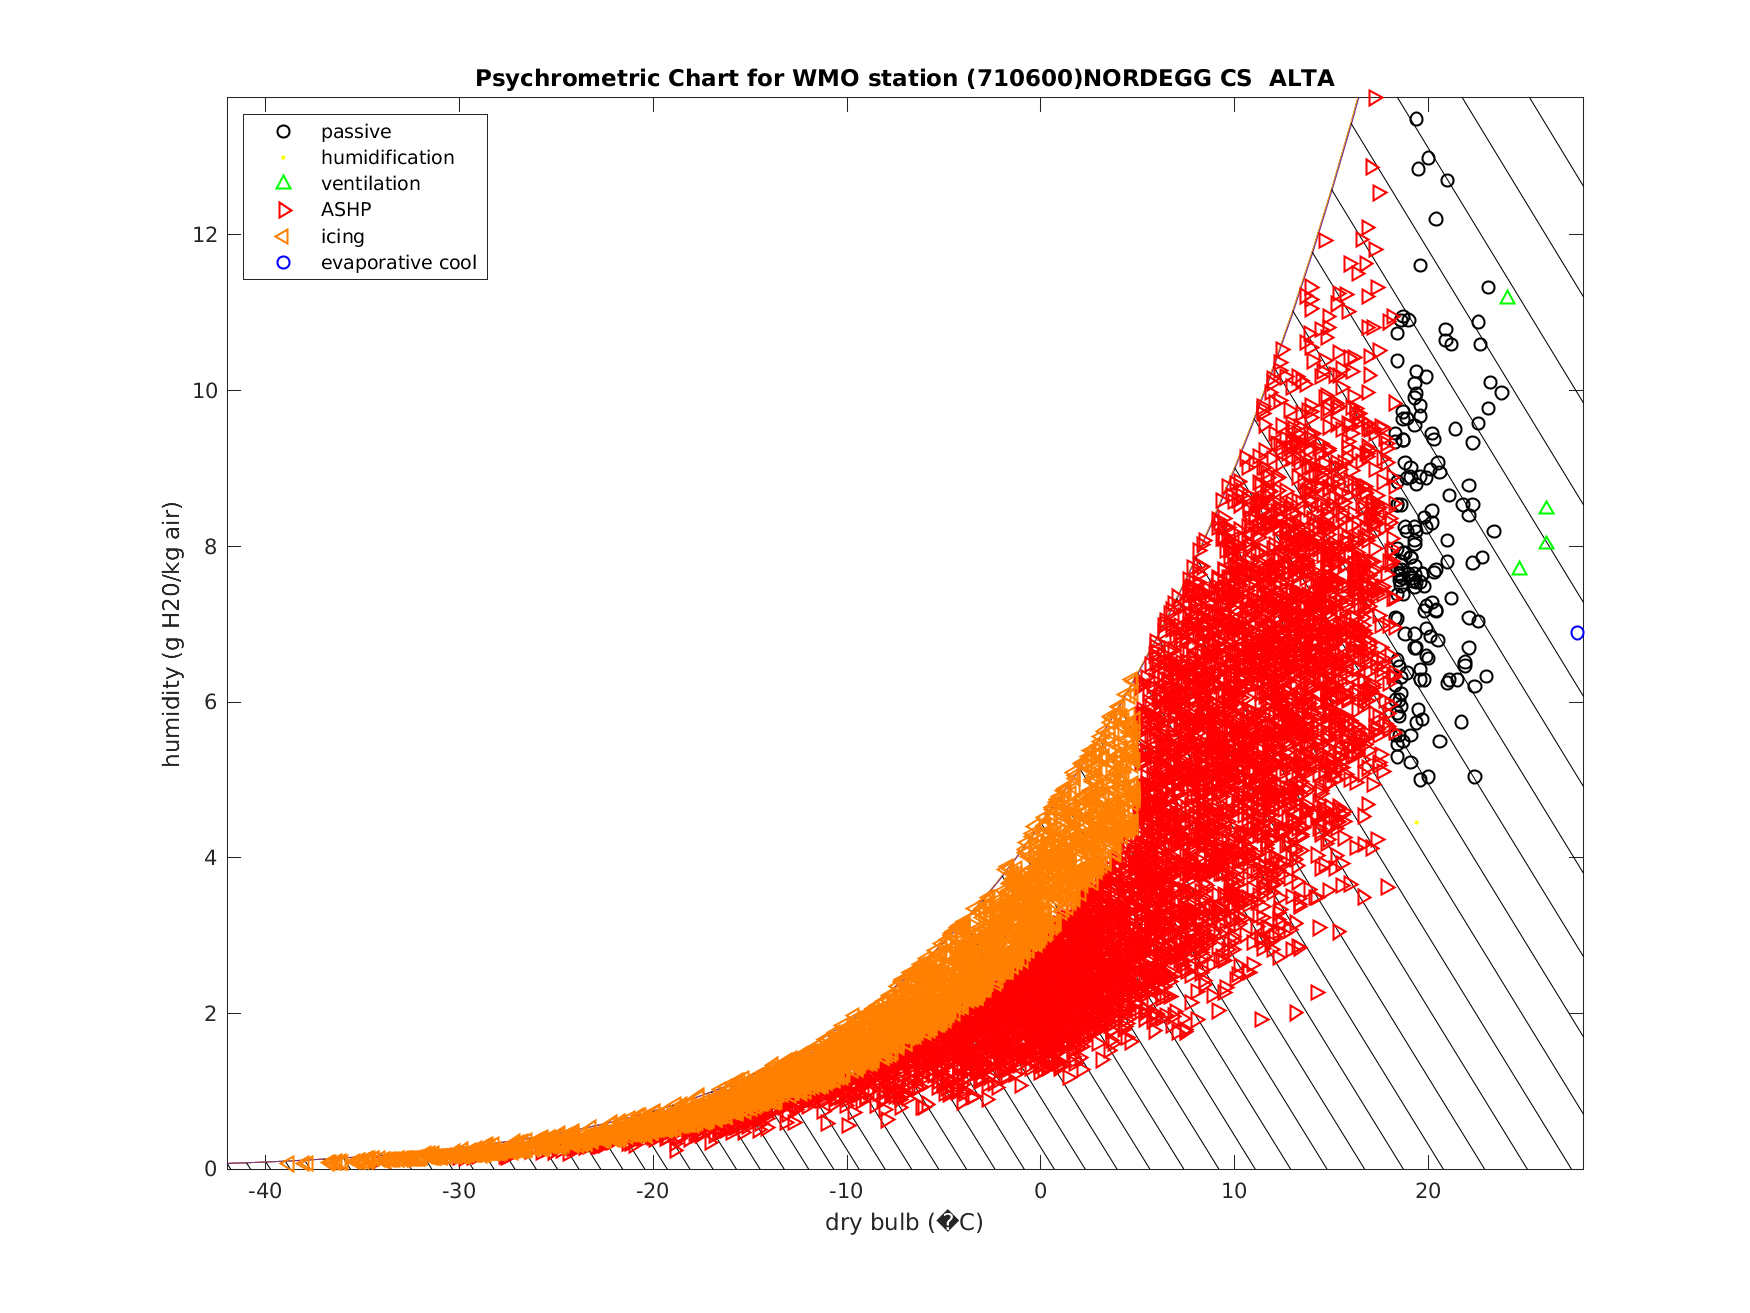 Psychrometric Chart for WMO station (710600)NORDEGG CS  ALTA
passive
humidification
ventilation
ASHP
icing
evaporative cool
humidity (g H20/kg air)
12
10
8
6
4
2
0
-40
-30
-20
-10
0
10
20
dry bulb (�C)